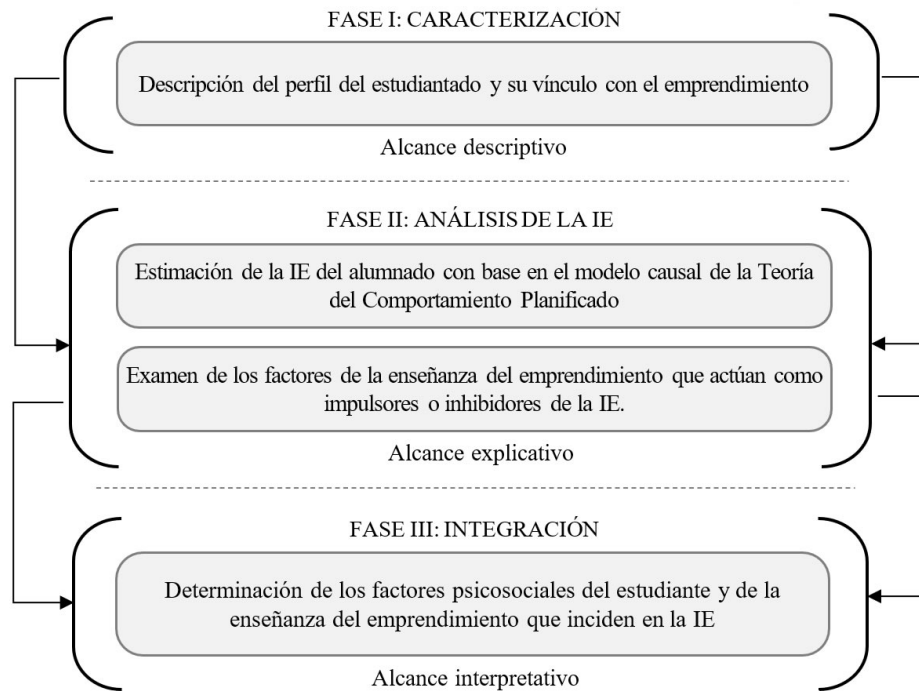 FASE I: CARACTERIZACIÓN
Descripción del perfil del estudiantado y su vínculo con el emprendimiento
Alcance descriptivo
FASE II: ANÁLISIS DE LA IE
Estimación de la IE del alumnado con base en el modelo causal de la Teoría
del Comportamiento Planificado
Examen de los factores de la enseñanza del emprendimiento que actúan como
impulsores o inhibidores de la IE.
Alcance explicativo
FASE III: INTEGRACIÓN
Determinación de los factores psicosociales del estudiante y de la
enseñanza del emprendimiento que inciden en la IE
Alcance interpretativo